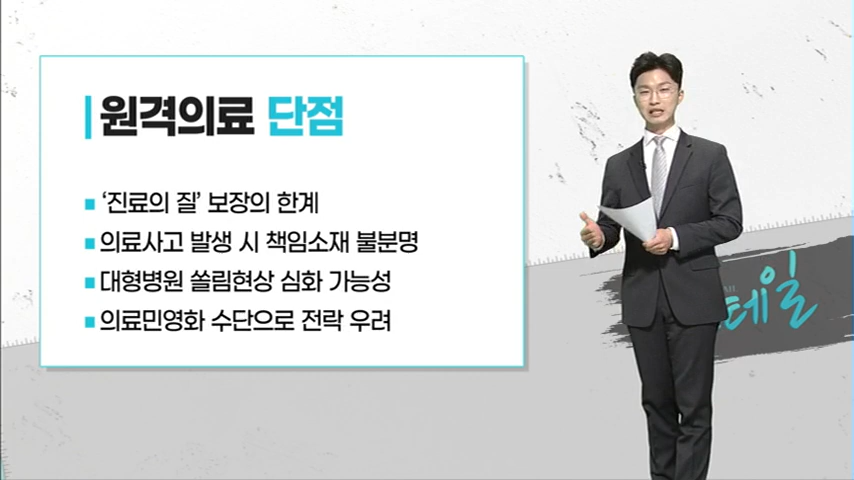 원격의료 단점
‘진료의 질’ 보장의 한계
의료사고 발생 시 책임소재 불분명
대형병원 쏠림현상 심화 가능성
의료민영화 수단으로 전락 우려
테일